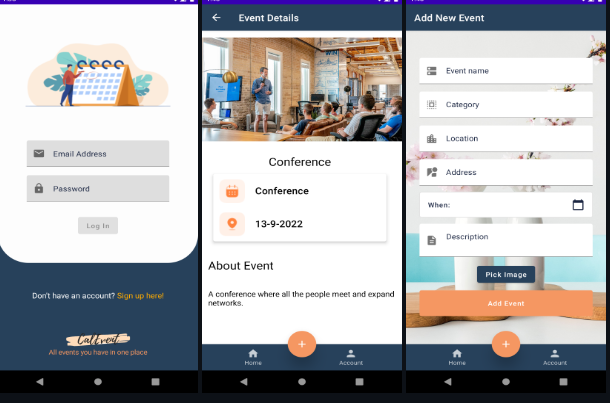 Email Address
Password
Log In
Don't have an account? Sign up here!
CalEvent
All events you have in one place
Event Details
Conference
Conference
13-9-2022
About Event
A conference where all the people meet and expand
networks.
Home
Account
Add New Event
Event name
Category
Location
Address
When:
Description
Pick Image
Add Event
Home
Account